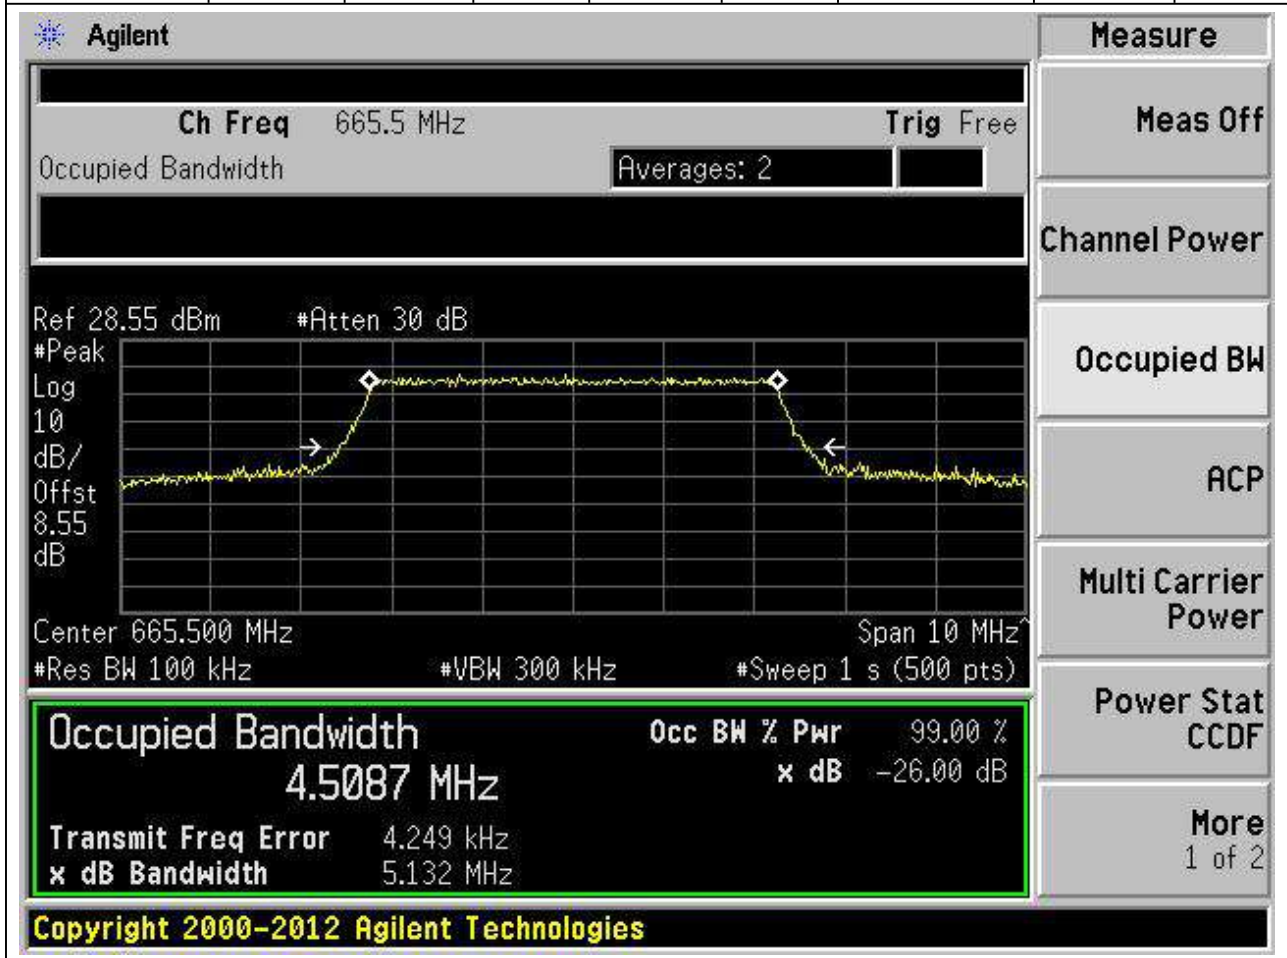 Agilent
Measure
Ch Freq 665.5 MHz Trig Free
Occupied Bandwidth Averages: 2
Meas Off
Channel Power
Occupied BW
ACP
Multi Carrier
Power
Power Stat
CCDF
More
1 of 2
Ref 28.55 dBm #Atten 30 dB
#Peak
Log
10
dB/
Offst
8.55
dB
Center 665.500 MHz Span 10 MHz^
#Res BW 100 kHz #VBW 300 kHz #Sweep 1 s (500 pts)
Occupied Bandwidth Occ BW % Pwr 99.00 %
4.5087 MHz x dB -26.00 dB
Transmit Freq Error 4.249 kHz
x dB Bandwidth 5.132 MHz
Copyright 2000-2012 Agilent Technologies